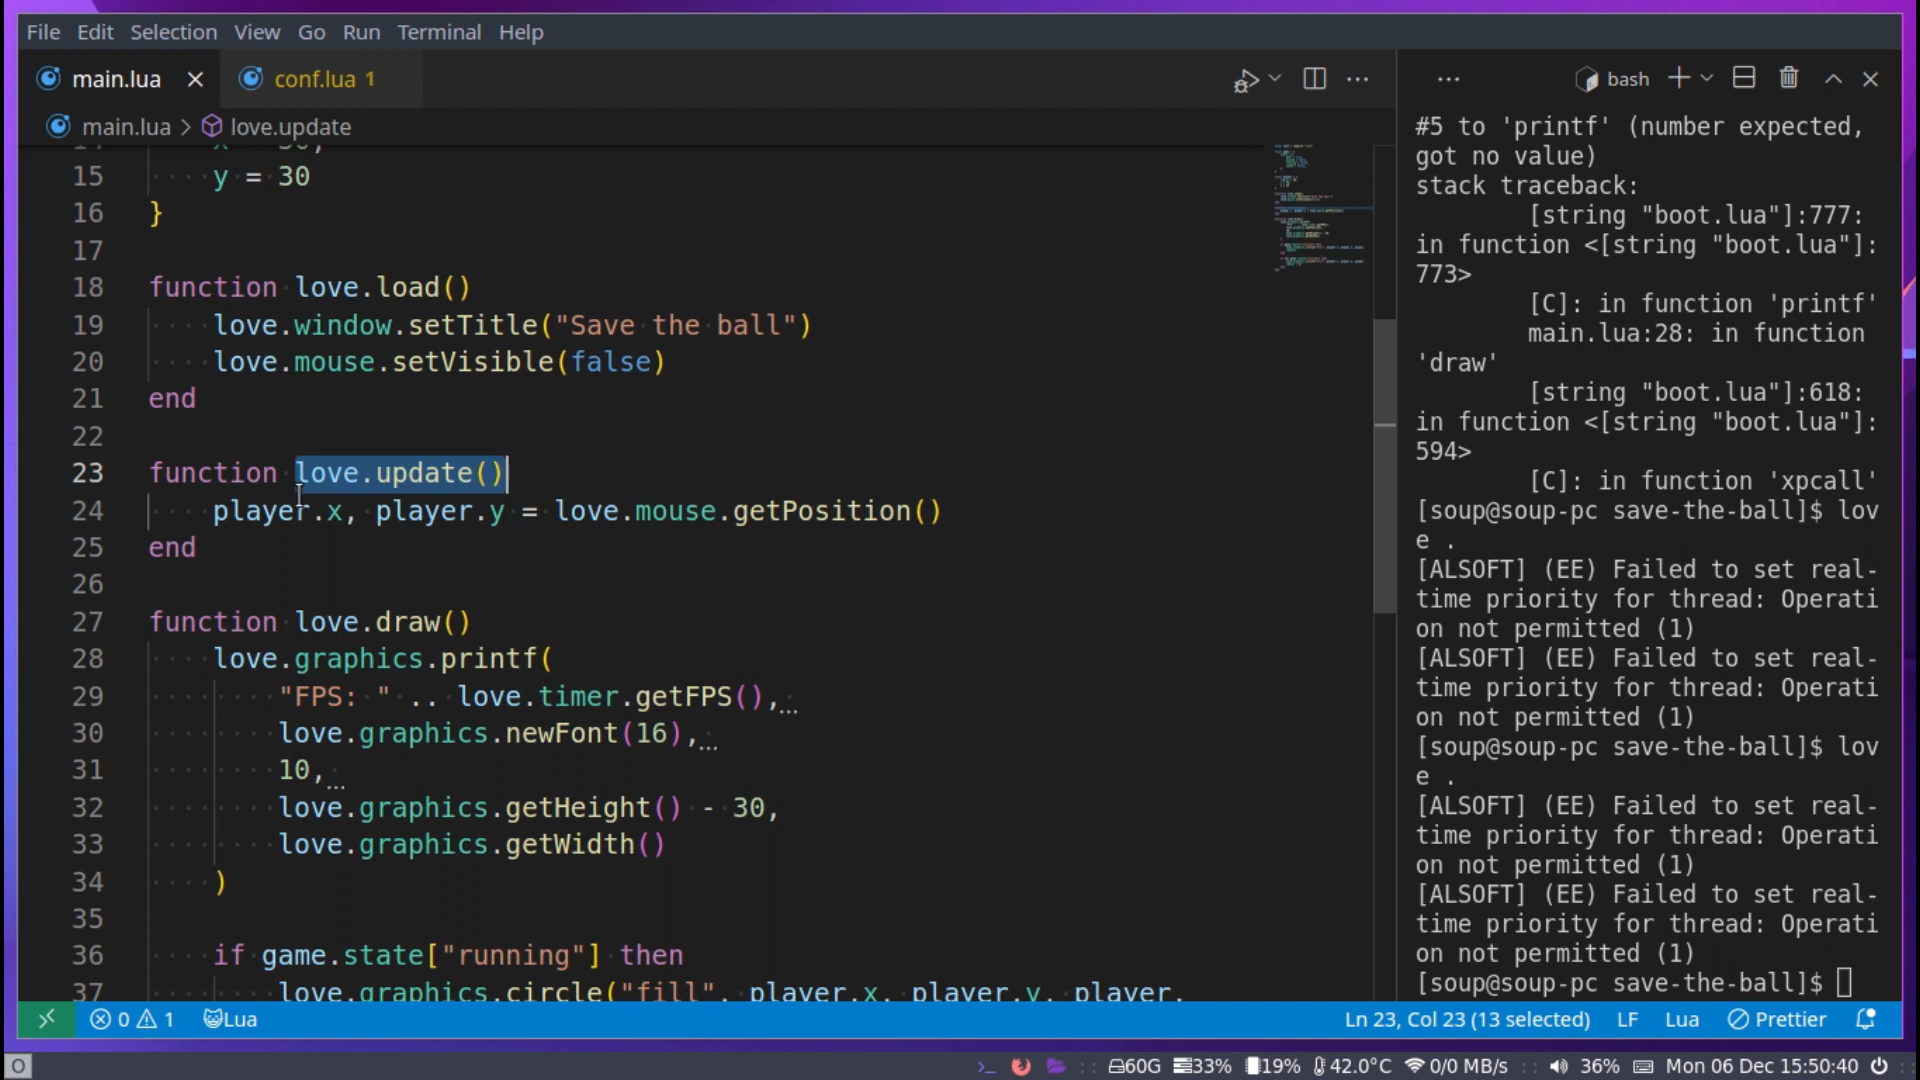 File Edit Selection View Go Run Terminal Help
main.lua
conf.lua 1
bash
main.lua > love.update
15 y = 30
16 }
17
18 function love.load()
19 love.window.setTitle("Save the ball")
20 love.mouse.setVisible(false)
21 end
22
23 function love.update()
24 player.x, player.y = love.mouse.getPosition()
25 end
26
27 function love.draw()
28 love.graphics.printf(
29 "FPS: " .. love.timer.getFPS(),
30 love.graphics.newFont(16),
31 10,
32 love.graphics.getHeight() - 30,
33 love.graphics.getWidth()
34 )
35
36 if game.state["running"] then
37 love.graphics.circle("fill", player.x, player.y, player.
#5 to 'printf' (number expected,
got no value)
stack traceback:
[string "boot.lua"]:777:
in function <[string "boot.lua"]:
773>
[C]: in function 'printf'
main.lua:28: in function
'draw'
[string "boot.lua"]:618:
in function <[string "boot.lua"]:
594>
[C]: in function 'xpcall'
[soup@soup-pc save-the-ball]$ lov
e .
[ALSOFT] (EE) Failed to set real-
time priority for thread: Operati
on not permitted (1)
[ALSOFT] (EE) Failed to set real-
time priority for thread: Operati
on not permitted (1)
[soup@soup-pc save-the-ball]$ lov
e .
[ALSOFT] (EE) Failed to set real-
time priority for thread: Operati
on not permitted (1)
[ALSOFT] (EE) Failed to set real-
time priority for thread: Operati
on not permitted (1)
[soup@soup-pc save-the-ball]$
0 1 Lua
Ln 23, Col 23 (13 selected) LF Lua Prettier
60G 33% 19% 42.0°C 0/0 MB/s 36% Mon 06 Dec 15:50:40